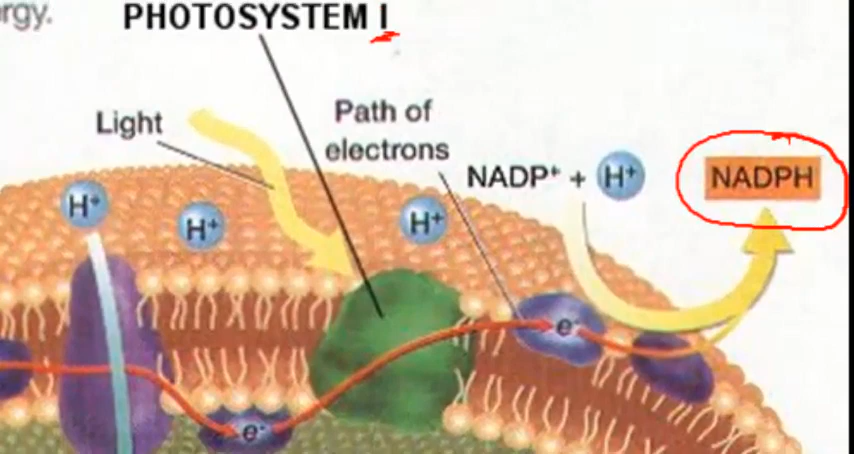 rgy.
PHOTOSYSTEM I
Light
Path of
electrons
NADP⁺ + H⁺
NADPH
H⁺
H⁺
H⁺
e⁻
e⁻